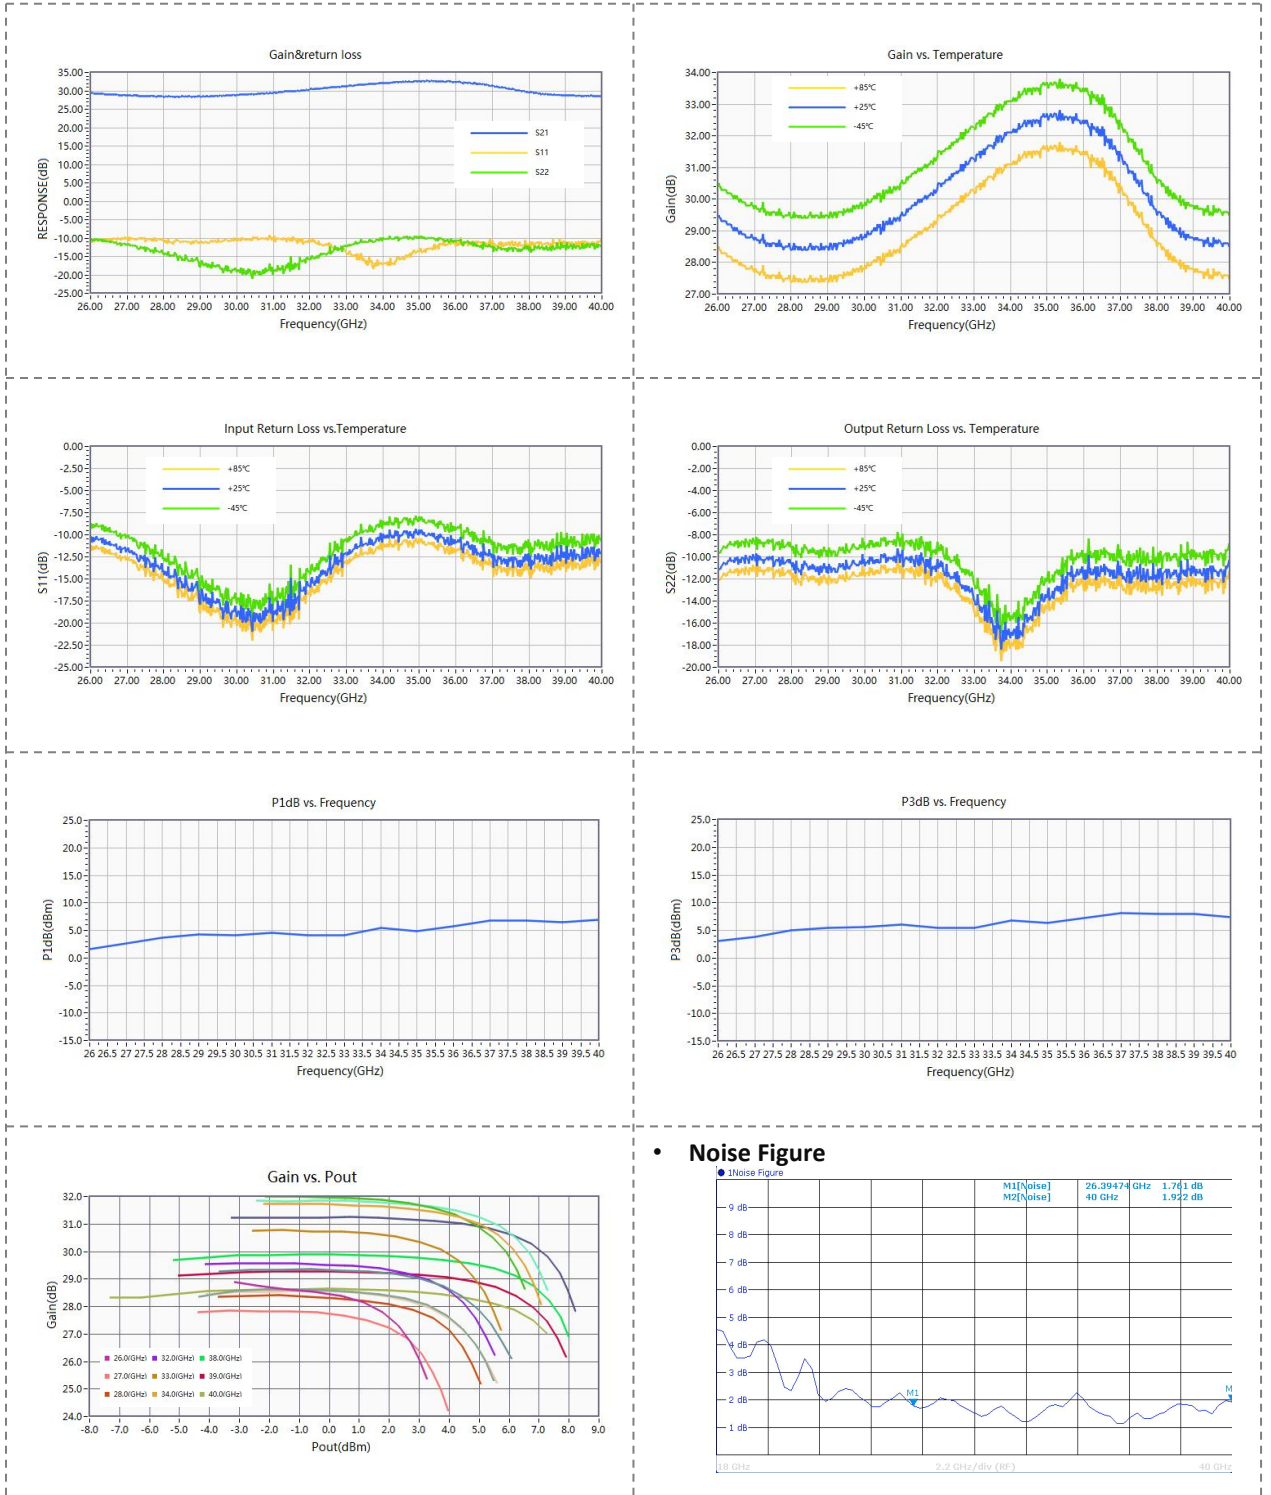 Gain&return loss
35.00
30.00
25.00
20.00
15.00
10.00
5.00
0.00
-5.00
-10.00
-15.00
-20.00
-25.00
RESPONSE(dB)
S21
S11
S22
26.00 27.00 28.00 29.00 30.00 31.00 32.00 33.00 34.00 35.00 36.00 37.00 38.00 39.00 40.00
Frequency(GHz)
Gain vs. Temperature
34.00
33.00
32.00
31.00
30.00
29.00
28.00
27.00
Gain(dB)
+85℃
+25℃
-45℃
26.00 27.00 28.00 29.00 30.00 31.00 32.00 33.00 34.00 35.00 36.00 37.00 38.00 39.00 40.00
Frequency(GHz)
Input Return Loss vs.Temperature
0.00
-2.50
-5.00
-7.50
-10.00
-12.50
-15.00
-17.50
-20.00
-22.50
-25.00
S11(dB)
+85℃
+25℃
-45℃
26.00 27.00 28.00 29.00 30.00 31.00 32.00 33.00 34.00 35.00 36.00 37.00 38.00 39.00 40.00
Frequency(GHz)
Output Return Loss vs. Temperature
0.00
-2.00
-4.00
-6.00
-8.00
-10.00
-12.00
-14.00
-16.00
-18.00
-20.00
S22(dB)
+85℃
+25℃
-45℃
26.00 27.00 28.00 29.00 30.00 31.00 32.00 33.00 34.00 35.00 36.00 37.00 38.00 39.00 40.00
Frequency(GHz)
P1dB vs. Frequency
25.0
20.0
15.0
10.0
5.0
0.0
-5.0
-10.0
-15.0
P1dB(dBm)
26 26.5 27 27.5 28 28.5 29 29.5 30 30.5 31 31.5 32 32.5 33 33.5 34 34.5 35 35.5 36 36.5 37 37.5 38 38.5 39 39.5 40
Frequency(GHz)
P3dB vs. Frequency
25.0
20.0
15.0
10.0
5.0
0.0
-5.0
-10.0
-15.0
P3dB(dBm)
26 26.5 27 27.5 28 28.5 29 29.5 30 30.5 31 31.5 32 32.5 33 33.5 34 34.5 35 35.5 36 36.5 37 37.5 38 38.5 39 39.5 40
Frequency(GHz)
Gain vs. Pout
32.0
31.0
30.0
29.0
28.0
27.0
26.0
25.0
24.0
Gain(dB)
26.0(GHz) 32.0(GHz) 38.0(GHz)
27.0(GHz) 33.0(GHz) 39.0(GHz)
28.0(GHz) 34.0(GHz) 40.0(GHz)
-8.0 -7.0 -6.0 -5.0 -4.0 -3.0 -2.0 -1.0 0.0 1.0 2.0 3.0 4.0 5.0 6.0 7.0 8.0 9.0
Pout(dBm)
• Noise Figure
1Noise Figure
M1[Noise] 26.39474 GHz 1.761 dB
M2[Noise] 40 GHz 1.922 dB
9 dB
8 dB
7 dB
6 dB
5 dB
4 dB
3 dB
2 dB
1 dB
M1
M
18 GHz 2.2 GHz/div (RF) 40 GHz